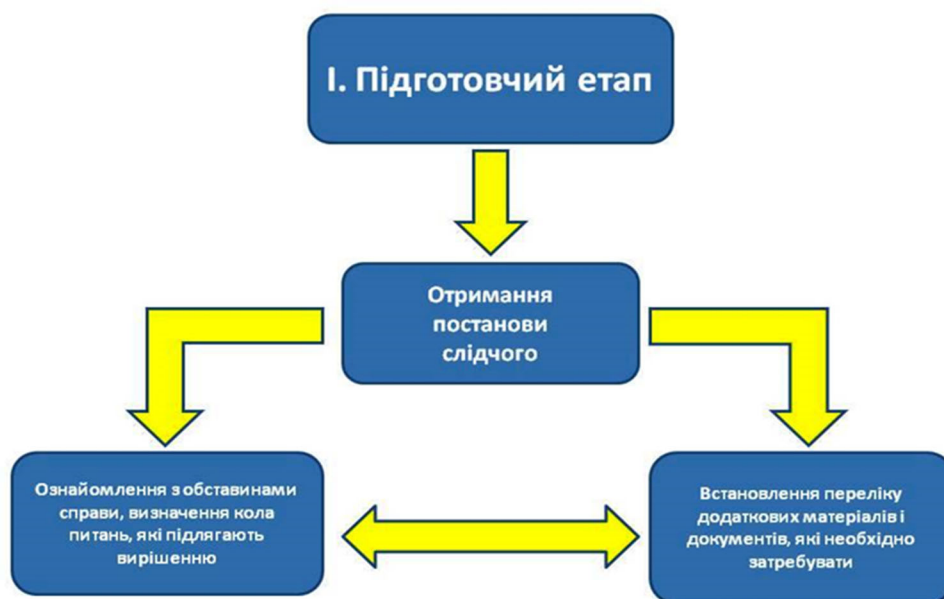 І. Підготовчий етап
Отримання
постанови
слідчого
Ознайомлення з обставинами
справи, визначення кола
питань, які підлягають
вирішенню
Встановлення переліку
додаткових матеріалів і
документів, які необхідно
затребувати